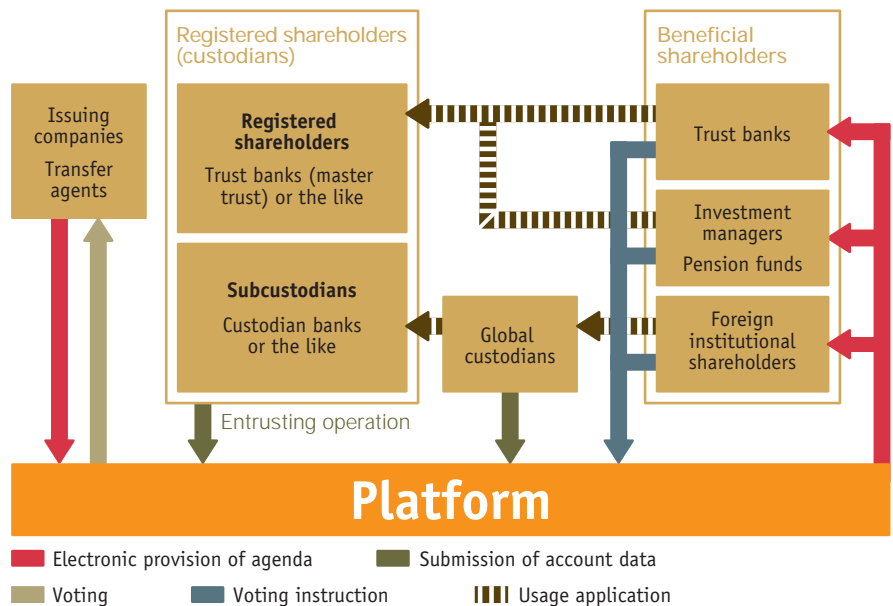 Registered shareholders
(custodians)
Beneficial
shareholders
Issuing
companies
Transfer
agents
Registered
shareholders
Trust banks (master
trust) or the like
Trust banks
Investment
managers
Pension funds
Subcustodians
Custodian banks
or the like
Global
custodians
Foreign
institutional
shareholders
Entrusting operation
Platform
Electronic provision of agenda
Submission of account data
Voting
Voting instruction
Usage application